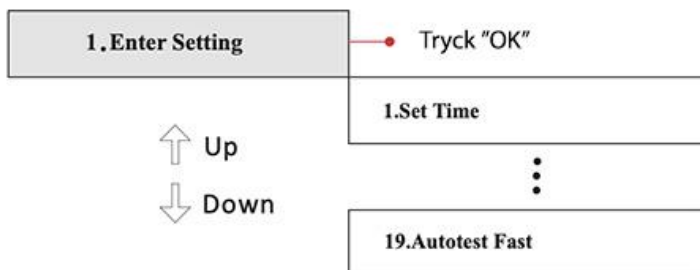 1.Enter Setting
Tryck "OK"
1.Set Time
Up
Down
19.Autotest Fast